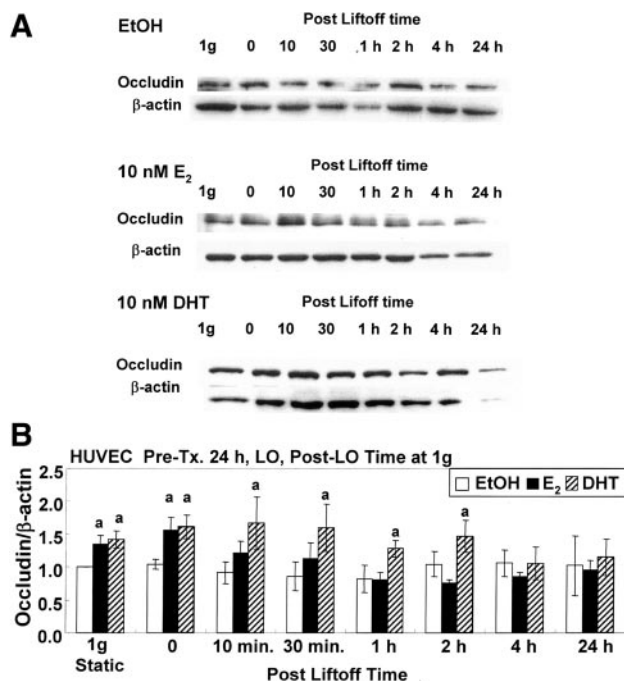 A
EtOH
Post Liftoff time
1g 0 10 30 1 h 2 h 4 h 24 h
Occludin
β-actin
10 nM E2
Post Liftoff time
1g 0 10 30 1 h 2 h 4 h 24 h
Occludin
β-actin
10 nM DHT
Post Lifoff time
1g 0 10 30 1 h 2 h 4 h 24 h
Occludin
β-actin
B
HUVEC Pre-Tx. 24 h, LO, Post-LO Time at 1g
EtOH E2 DHT
Occludin/β-actin
2.5
2.0
1.5
1.0
0.5
0.0
a a a a a a a a
1g Static 0 10 min. 30 min. 1 h 2 h 4 h 24 h
Post Liftoff Time